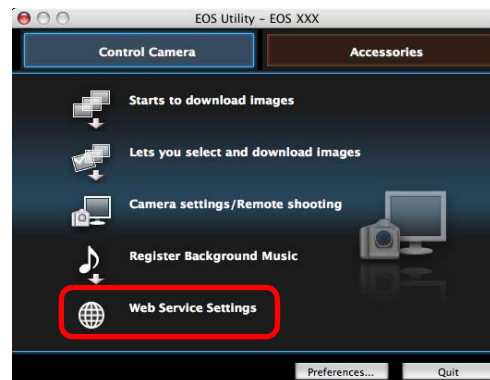 EOS Utility – EOS XXX
Control Camera
Accessories
Starts to download images
Lets you select and download images
Camera settings/Remote shooting
Register Background Music
Web Service Settings
Preferences...
Quit